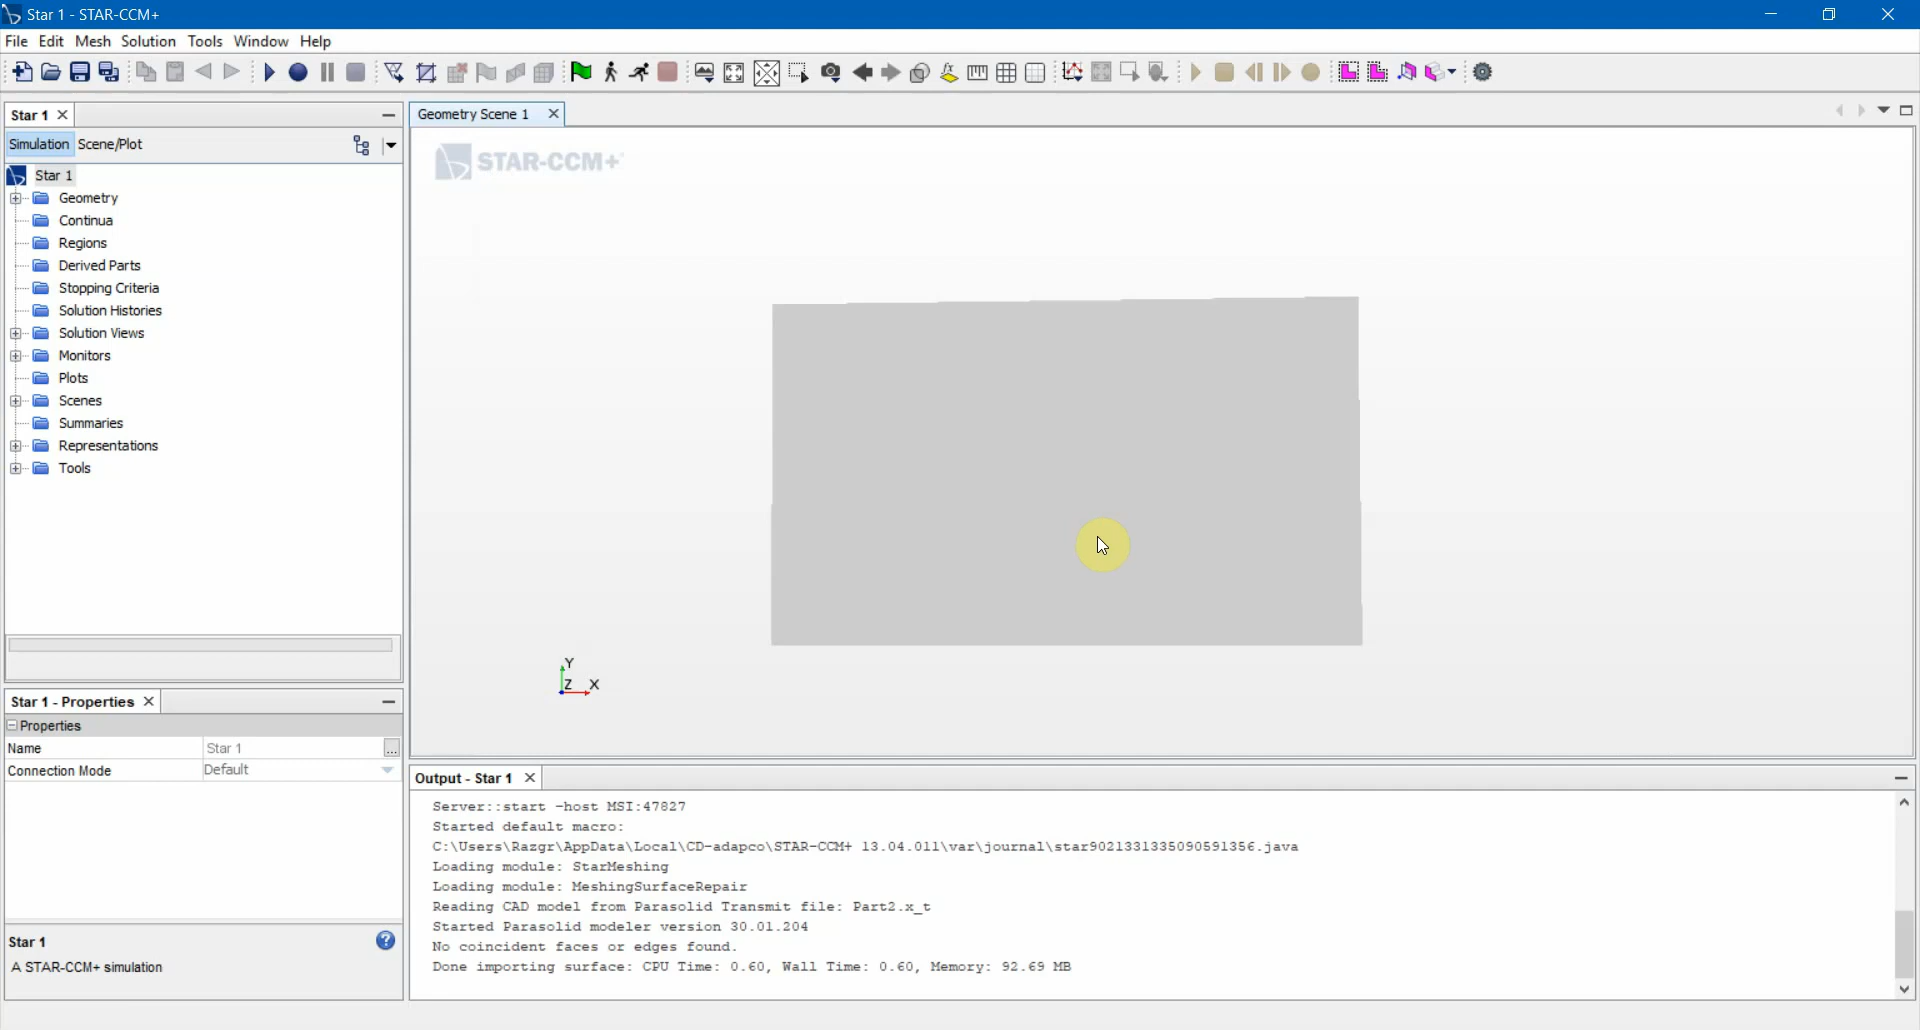 Star 1 - STAR-CCM+
File Edit Mesh Solution Tools Window Help
Star 1
Simulation Scene/Plot
Star 1
Geometry
Continua
Regions
Derived Parts
Stopping Criteria
Solution Histories
Solution Views
Monitors
Plots
Scenes
Summaries
Representations
Tools
Star 1 - Properties
Properties
Name Star 1 ...
Connection Mode Default
Star 1
A STAR-CCM+ simulation
Geometry Scene 1
STAR-CCM+
Y
Z X
Output - Star 1
Server::start -host MSI:47827
Started default macro:
C:\Users\Razgr\AppData\Local\CD-adapco\STAR-CCM+ 13.04.011\var\journal\star9021331335090591356.java
Loading module: StarMeshing
Loading module: MeshingSurfaceRepair
Reading CAD model from Parasolid Transmit file: Part2.x_t
Started Parasolid modeler version 30.01.204
No coincident faces or edges found.
Done importing surface: CPU Time: 0.60, Wall Time: 0.60, Memory: 92.69 MB